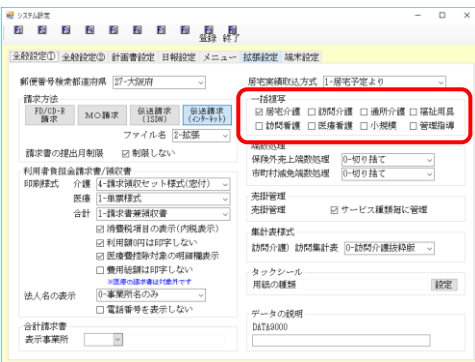 システム設定
登録 終了
全般設定① 全般設定② 計画書設定 日報設定 メニュー 拡張設定 端末設定
郵便番号検索都道府県 27-大阪府
請求方法
FD/CD-R請求 MO請求 伝送請求(ISDN) 伝送請求(インターネット)
ファイル名 2-拡張
請求書の提出月制限 制限しない
利用者負担金請求書/領収書
印刷様式 介護 4-請求領収セット様式(窓付)
医療 1-単票様式
合計 1-請求書兼領収書
消費税項目の表示(内税表示)
利用額0円は印字しない
医療費控除対象の明細欄表示
費用総額は印字しない
※医療の請求書は対象外です
法人名の表示 0-事業所名のみ
電話番号を表示しない
合計請求書
表示事業所
居宅実績取込方式 1-居宅予定より
一括複写
居宅介護 訪問介護 通所介護 福祉用具
訪問看護 医療看護 小規模 管理指導
端数処理
保険外売上端数処理 0-切り捨て
市町村減免端数処理 0-切り捨て
売掛管理
売掛管理 サービス種類毎に管理
集計表様式
訪問介護) 訪問集計表 0-訪問介護抜粋版
タックシール
用紙の種類 設定
データの説明
DATA9000